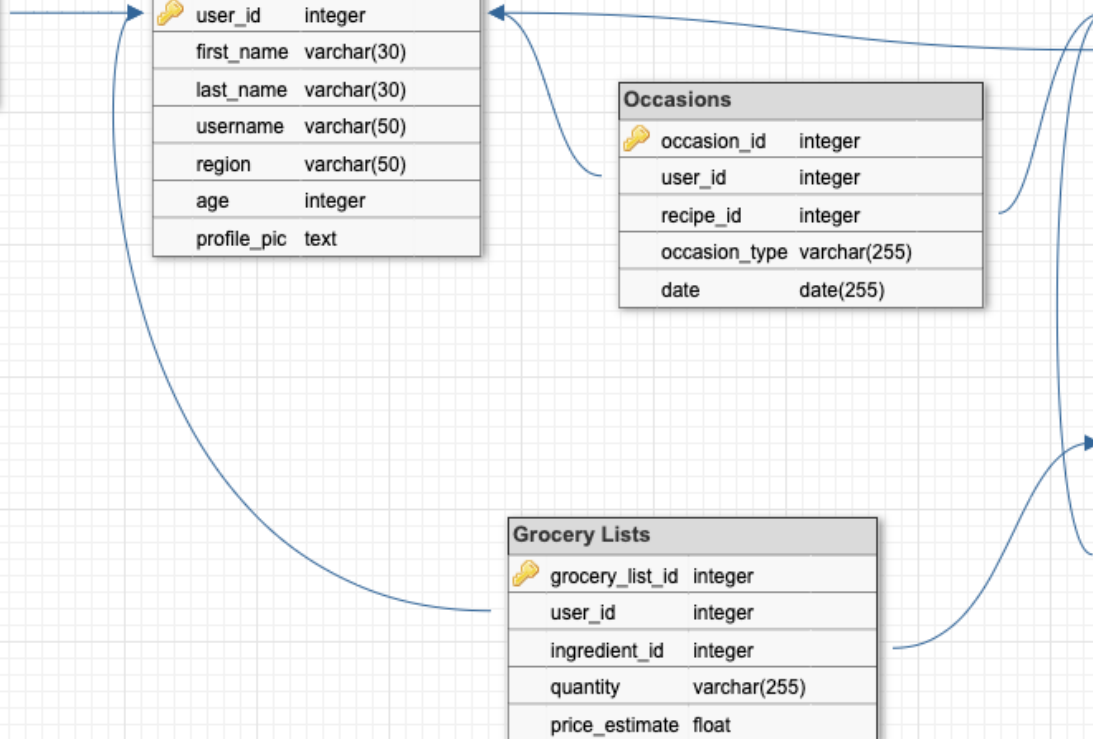 user_id integer
first_name varchar(30)
last_name varchar(30)
username varchar(50)
region varchar(50)
age integer
profile_pic text
Occasions
occasion_id integer
user_id integer
recipe_id integer
occasion_type varchar(255)
date date(255)
Grocery Lists
grocery_list_id integer
user_id integer
ingredient_id integer
quantity varchar(255)
price_estimate float